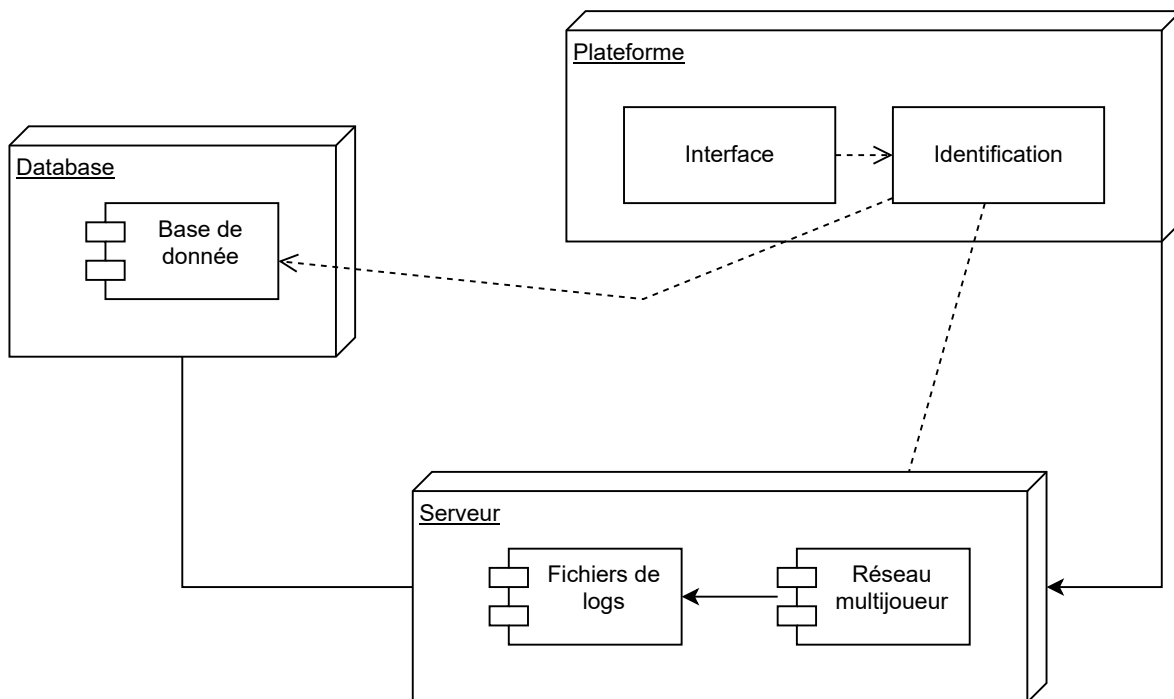 Plateforme
Interface
Identification
Database
Base de
donnée
Serveur
Fichiers de
logs
Réseau
multijoueur